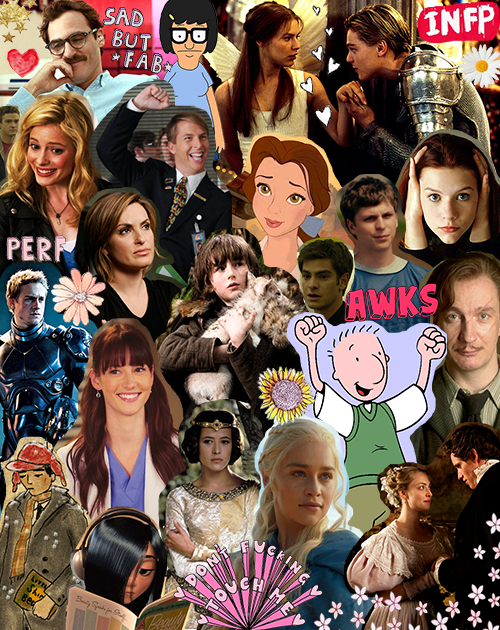 SAD
BUT
*FAB*
INFP
PERF
AWKS
DON'T FUCKING
TOUCH ME